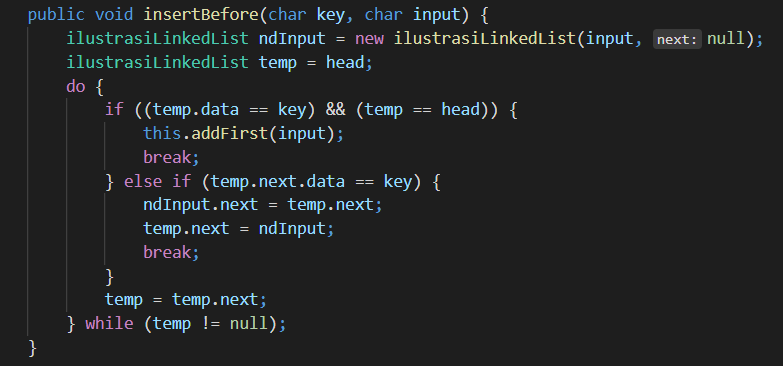 public void insertBefore(char key, char input) {
    ilustrasiLinkedList ndInput = new ilustrasiLinkedList(input, next: null);
    ilustrasiLinkedList temp = head;
    do {
        if ((temp.data == key) && (temp == head)) {
            this.addFirst(input);
            break;
        } else if (temp.next.data == key) {
            ndInput.next = temp.next;
            temp.next = ndInput;
            break;
        }
        temp = temp.next;
    } while (temp != null);
}